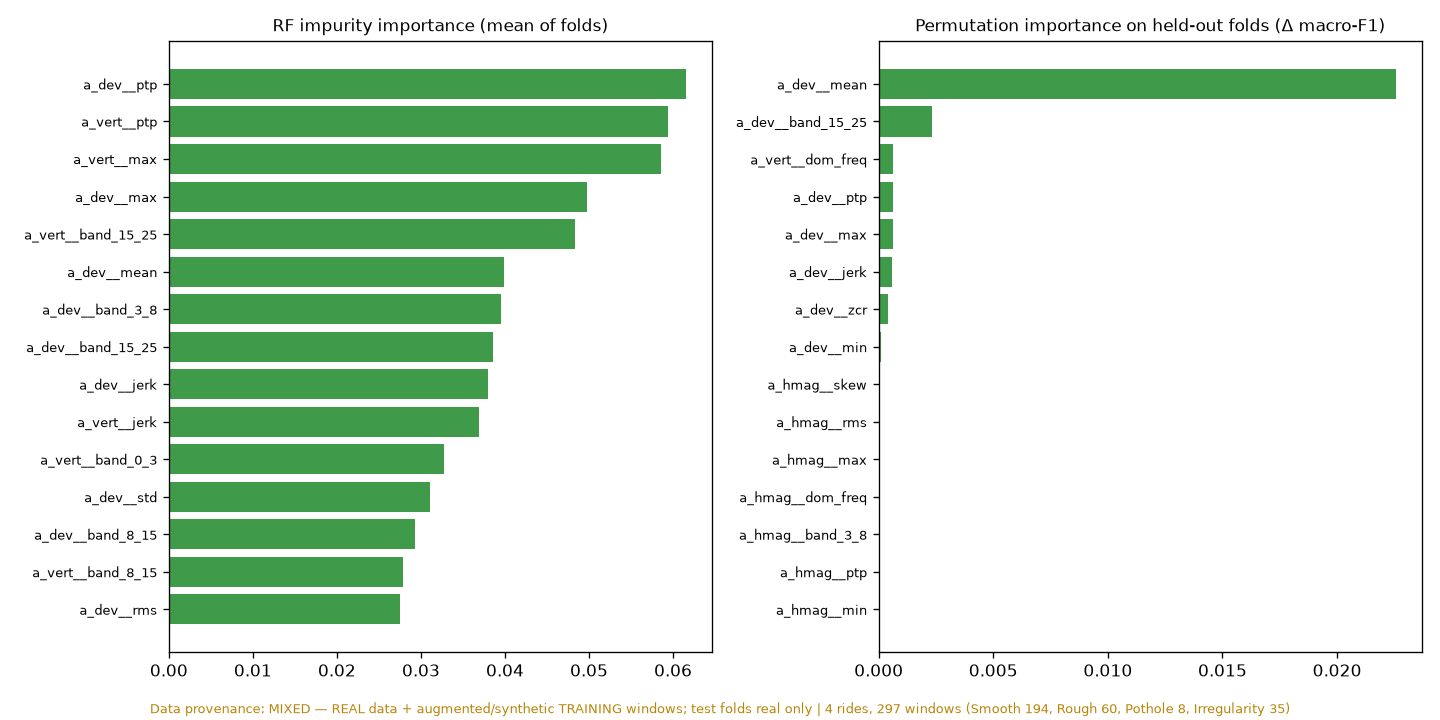 RF impurity importance (mean of folds)
a_dev__ptp
a_vert__ptp
a_vert__max
a_dev__max
a_vert__band_15_25
a_dev__mean
a_dev__band_3_8
a_dev__band_15_25
a_dev__jerk
a_vert__jerk
a_vert__band_0_3
a_dev__std
a_dev__band_8_15
a_vert__band_8_15
a_dev__rms
0.00 0.01 0.02 0.03 0.04 0.05 0.06
Permutation importance on held-out folds (Δ macro-F1)
a_dev__mean
a_dev__band_15_25
a_vert__dom_freq
a_dev__ptp
a_dev__max
a_dev__jerk
a_dev__zcr
a_dev__min
a_hmag__skew
a_hmag__rms
a_hmag__max
a_hmag__dom_freq
a_hmag__band_3_8
a_hmag__ptp
a_hmag__min
0.000 0.005 0.010 0.015 0.020
Data provenance: MIXED — REAL data + augmented/synthetic TRAINING windows; test folds real only | 4 rides, 297 windows (Smooth 194, Rough 60, Pothole 8, Irregularity 35)